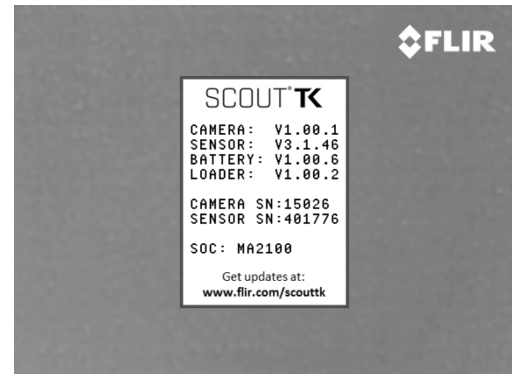 FLIR
SCOUT TK
CAMERA: V1.00.1
SENSOR: V3.1.46
BATTERY: V1.00.6
LOADER: V1.00.2
CAMERA SN:15026
SENSOR SN:401776
SOC: MA2100
Get updates at:
www.flir.com/scouttk